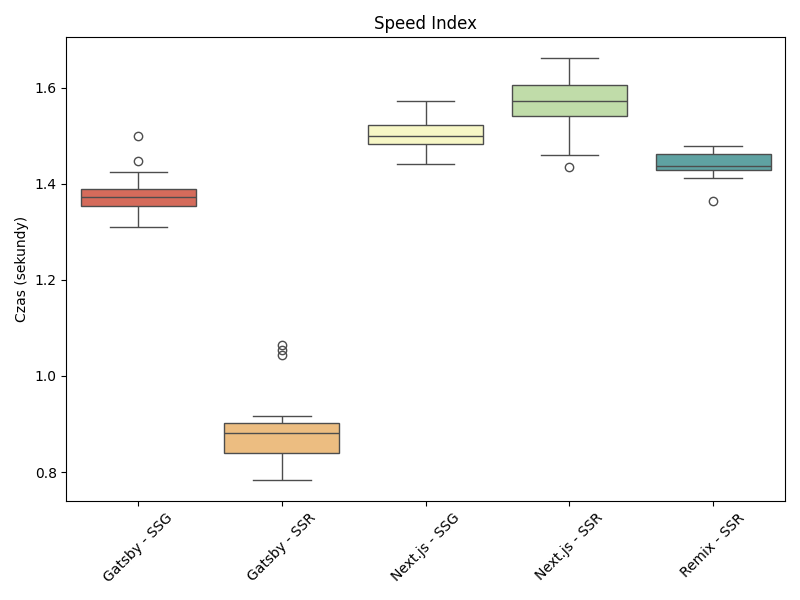 Speed Index
Czas (sekundy)
1.6
1.4
1.2
1.0
0.8
Gatsby - SSG
Gatsby - SSR
Next.js - SSG
Next.js - SSR
Remix - SSR